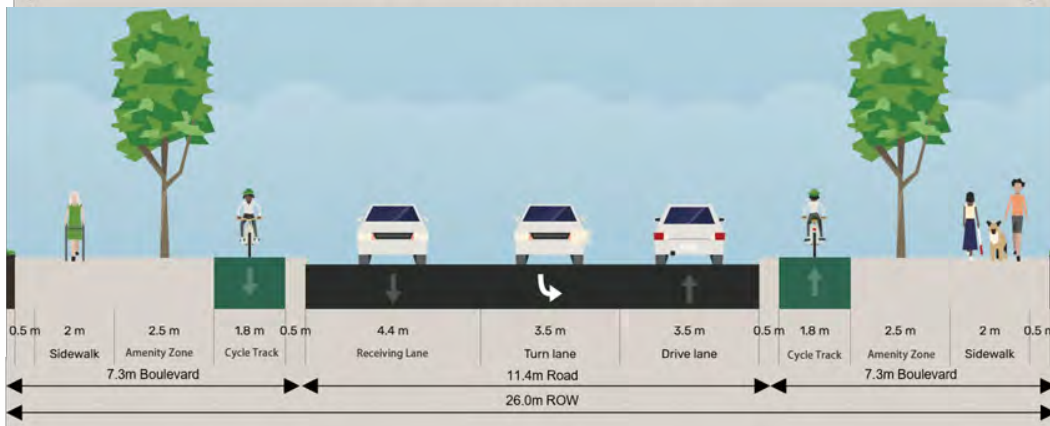 0.5 m 2 m 2.5 m 1.8 m 0.5 m 4.4 m 3.5 m 3.5 m 0.5 m 1.8 m 2.5 m 2 m 0.5 m
Sidewalk Amenity Zone Cycle Track Receiving Lane Turn lane Drive lane Cycle Track Amenity Zone Sidewalk
7.3m Boulevard 11.4m Road 7.3m Boulevard
26.0m ROW